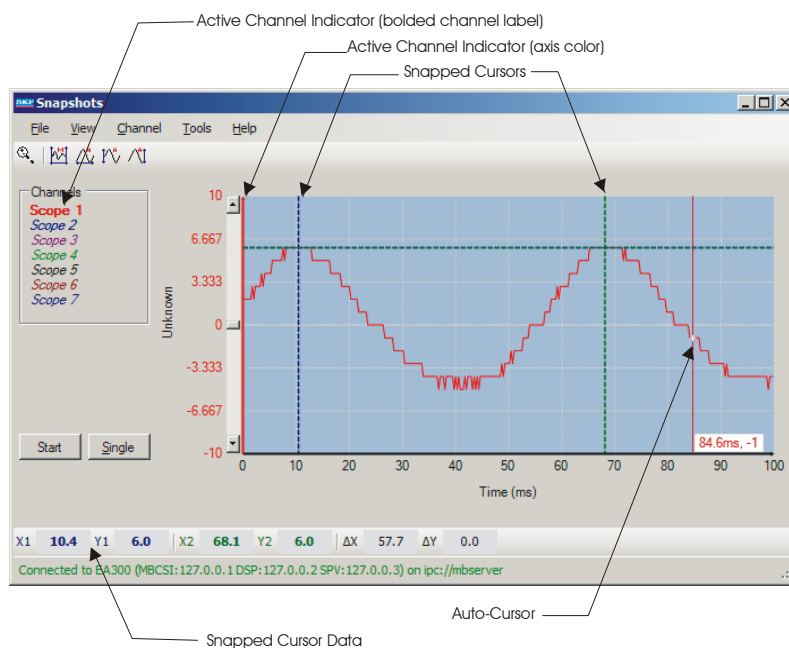 Active Channel Indicator (bolded channel label)
Active Channel Indicator (axis color)
Snapped Cursors
SKF Snapshots
File View Channel Tools Help
Channels
Scope 1
Scope 2
Scope 3
Scope 4
Scope 5
Scope 6
Scope 7
Unknown
10
6.667
3.333
0
-3.333
-6.667
-10
84.6ms, -1
0 10 20 30 40 50 60 70 80 90 100
Time (ms)
Start Single
X1 10.4 Y1 6.0 X2 68.1 Y2 6.0 ΔX 57.7 ΔY 0.0
Connected to EA300 (MBCSI:127.0.0.1 DSP:127.0.0.2 SPV:127.0.0.3) on ipc://mbserver
Auto-Cursor
Snapped Cursor Data